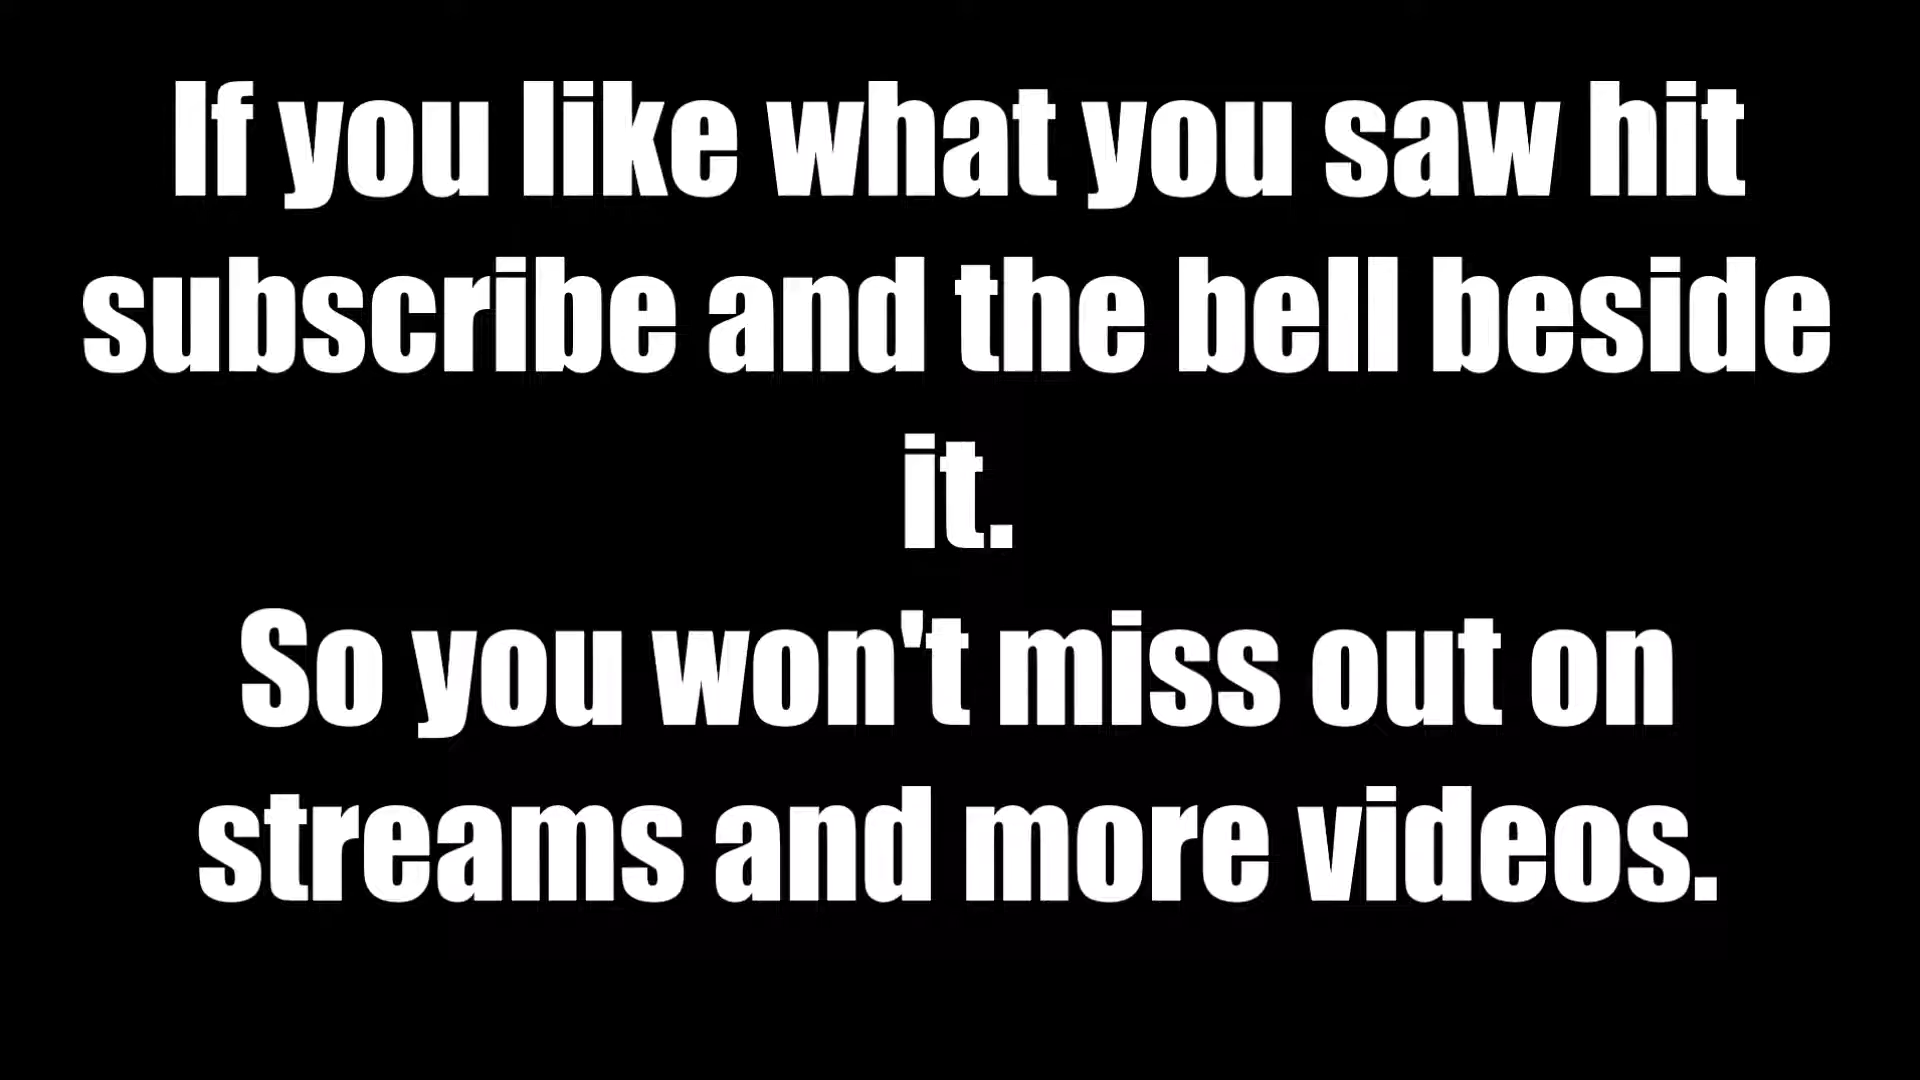 If you like what you saw hit
subscribe and the bell beside
it.
So you won't miss out on
streams and more videos.